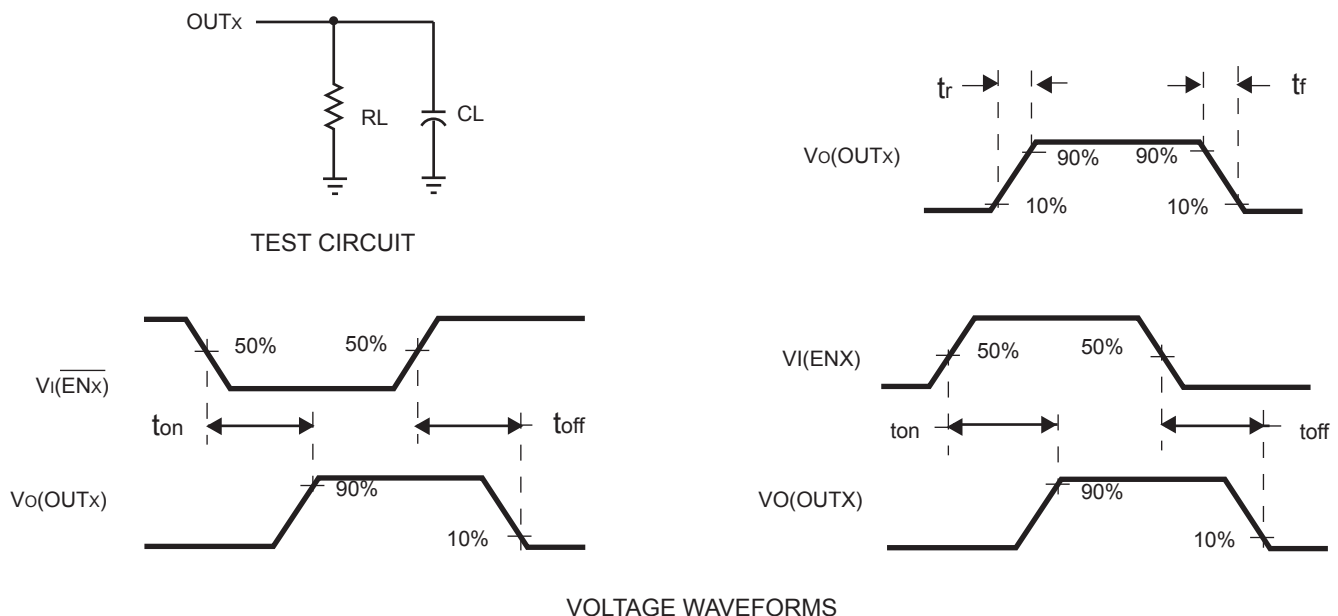 OUTx
RL
CL
TEST CIRCUIT
tr
tf
VO(OUTx)
90%
90%
10%
10%
VI(ENx)
50%
50%
ton
toff
VO(OUTx)
90%
10%
VI(ENX)
50%
50%
ton
toff
VO(OUTX)
90%
10%
VOLTAGE WAVEFORMS